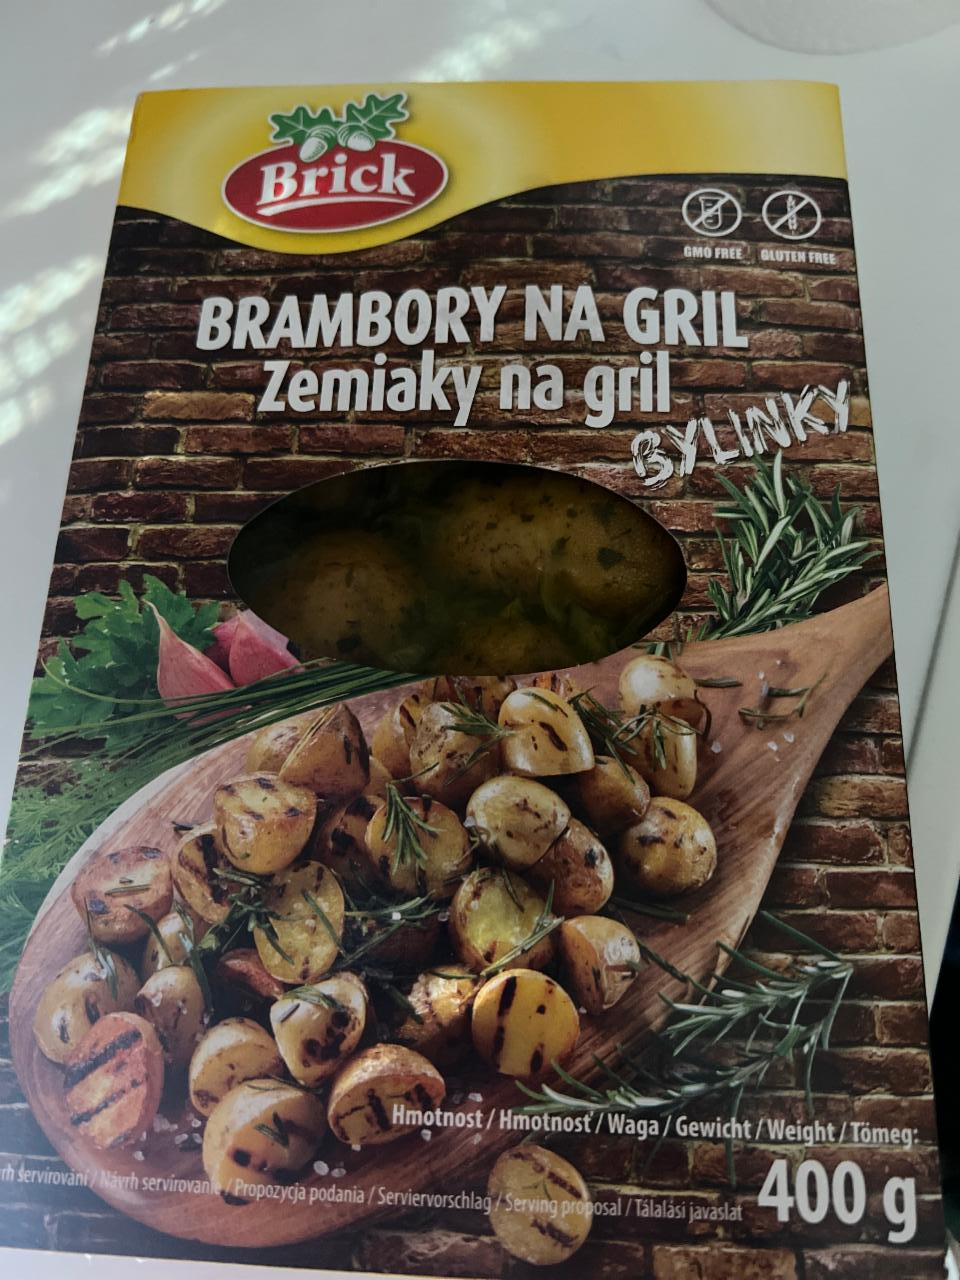 Brick
GMO FREE GLUTEN FREE
BRAMBORY NA GRIL
Zemiaky na gril
BYLINKY
Hmotnost / Hmotnosť / Waga / Gewicht / Weight / Tömeg:
servírování / Návrh servírovanie / Propozycja podania / Serviervorschlag / Serving proposal / Tálalási javaslat
400 g